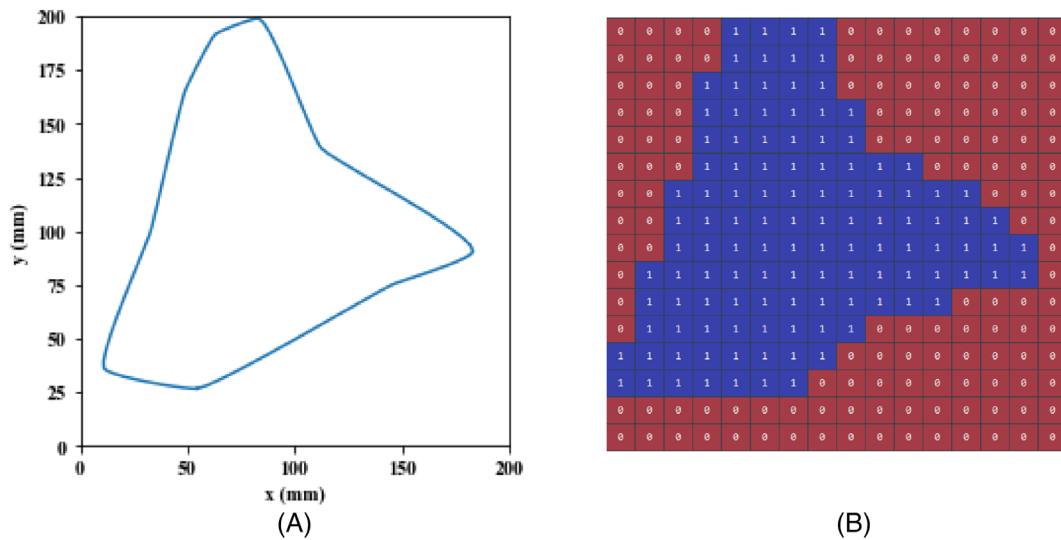 200
175
150
125
100
75
50
25
0
y (mm)
0 50 100 150 200
x (mm)
(A)
0 0 0 0 1 1 1 1 0 0 0 0 0 0 0 0
0 0 0 0 1 1 1 1 0 0 0 0 0 0 0 0
0 0 0 1 1 1 1 1 0 0 0 0 0 0 0 0
0 0 0 1 1 1 1 1 1 0 0 0 0 0 0 0
0 0 0 1 1 1 1 1 1 0 0 0 0 0 0 0
0 0 0 1 1 1 1 1 1 1 1 0 0 0 0 0
0 0 1 1 1 1 1 1 1 1 1 1 1 0 0 0
0 0 1 1 1 1 1 1 1 1 1 1 1 1 0 0
0 0 1 1 1 1 1 1 1 1 1 1 1 1 1 0
0 1 1 1 1 1 1 1 1 1 1 1 1 1 1 0
0 1 1 1 1 1 1 1 1 1 1 1 0 0 0 0
0 1 1 1 1 1 1 1 1 0 0 0 0 0 0 0
1 1 1 1 1 1 1 1 0 0 0 0 0 0 0 0
1 1 1 1 1 1 1 0 0 0 0 0 0 0 0 0
0 0 0 0 0 0 0 0 0 0 0 0 0 0 0 0
0 0 0 0 0 0 0 0 0 0 0 0 0 0 0 0
(B)